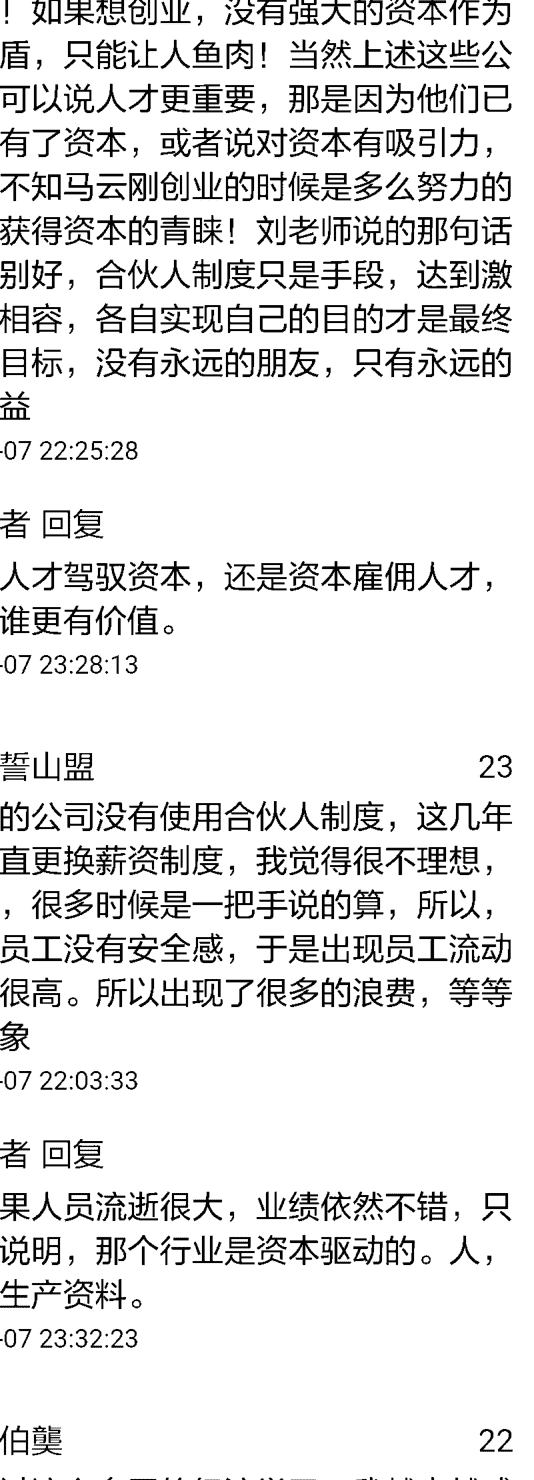 ！如果想创业，没有强大的资本作为
盾，只能让人鱼肉！当然上述这些公
可以说人才更重要，那是因为他们已
有了资本，或者说对资本有吸引力，
不知马云刚创业的时候是多么努力的
获得资本的青睐！刘老师说的那句话
别好，合伙人制度只是手段，达到激
相容，各自实现自己的目的才是最终
目标，没有永远的朋友，只有永远的
益
-07 22:25:28
者 回复
人才驾驭资本，还是资本雇佣人才，
谁更有价值。
-07 23:28:13
誓山盟 23
的公司没有使用合伙人制度，这几年
直更换薪资制度，我觉得很不理想，
，很多时候是一把手说的算，所以，
员工没有安全感，于是出现员工流动
很高。所以出现了很多的浪费，等等
象
-07 22:03:33
者 回复
果人员流逝很大，业绩依然不错，只
说明，那个行业是资本驱动的。人，
生产资料。
-07 23:32:23
伯龑 22